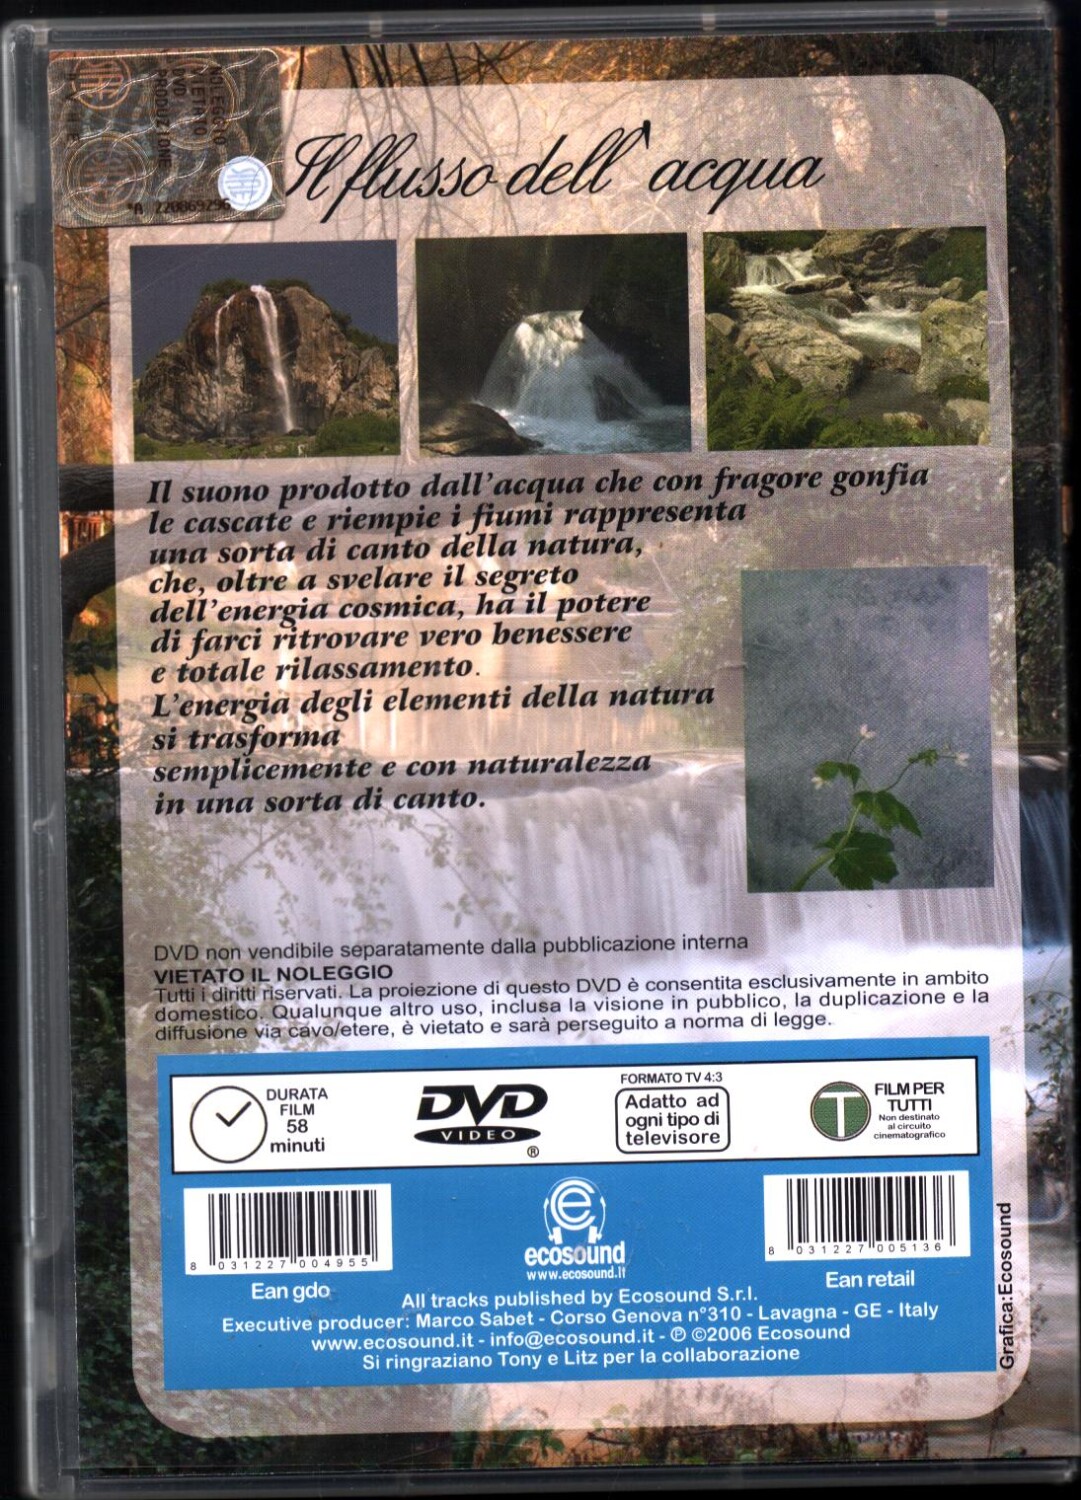 NOLEGGIO
VIETATO
DVD
PRODUZIONE
SIAE
*A 220869296
Il flusso dell'acqua
Il suono prodotto dall'acqua che con fragore gonfia
le cascate e riempie i fiumi rappresenta
una sorta di canto della natura,
che, oltre a svelare il segreto
dell'energia cosmica, ha il potere
di farci ritrovare vero benessere
e totale rilassamento.
L'energia degli elementi della natura
si trasforma
semplicemente e con naturalezza
in una sorta di canto.
DVD non vendibile separatamente dalla pubblicazione interna
VIETATO IL NOLEGGIO
Tutti i diritti riservati. La proiezione di questo DVD è consentita esclusivamente in ambito
domestico. Qualunque altro uso, inclusa la visione in pubblico, la duplicazione e la
diffusione via cavo/etere, è vietato e sarà perseguito a norma di legge.
DURATA
FILM
58
minuti
DVD
VIDEO
®
FORMATO TV 4:3
Adatto ad
ogni tipo di
televisore
T
FILM PER
TUTTI
Non destinato
al circuito
cinematografico
8 031227 004955
Ean gdo
e
ecosound
www.ecosound.it
8 031227 005136
Ean retail
All tracks published by Ecosound S.r.l.
Executive producer: Marco Sabet - Corso Genova n°310 - Lavagna - GE - Italy
www.ecosound.it - info@ecosound.it - ℗ ©2006 Ecosound
Si ringraziano Tony e Litz per la collaborazione
Grafica:Ecosound